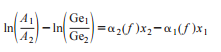 ln(A₁/A₂) − ln(Ge₁/Ge₂) = α₂(f)x₂ − α₁(f)x₁